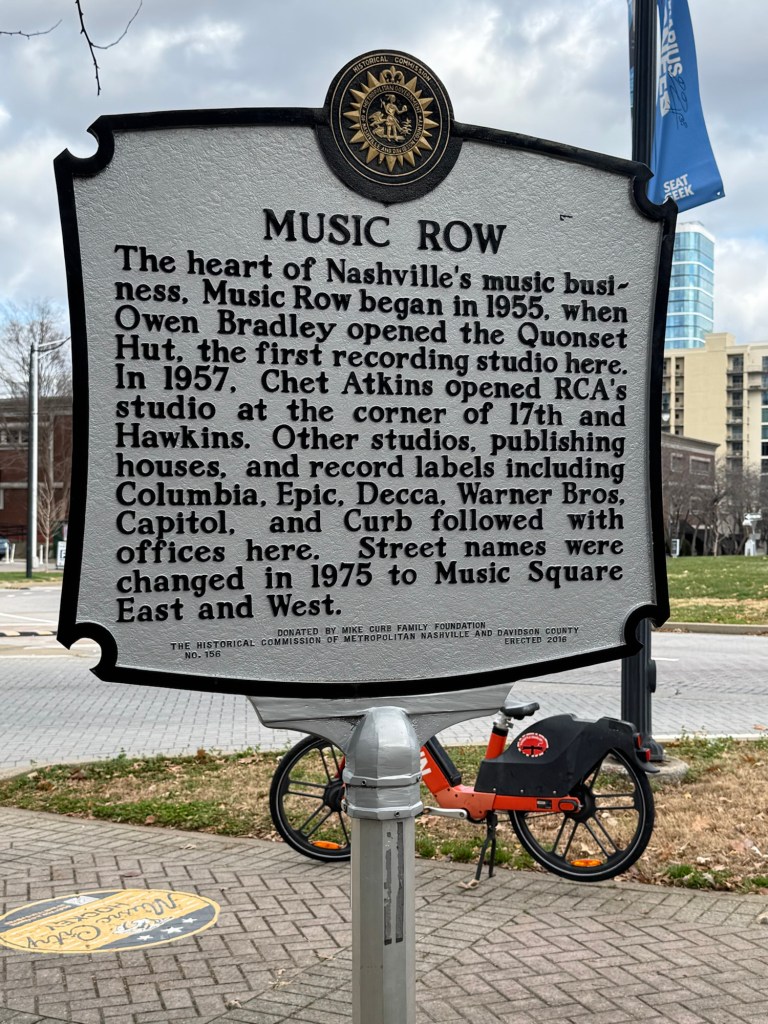 HISTORICAL COMMISSION
SEAT
GEEK
MUSIC ROW
The heart of Nashville's music busi-
ness, Music Row began in 1955, when
Owen Bradley opened the Quonset
Hut, the first recording studio here.
In 1957, Chet Atkins opened RCA's
studio at the corner of 17th and
Hawkins. Other studios, publishing
houses, and record labels including
Columbia, Epic, Decca, Warner Bros,
Capitol, and Curb followed with
offices here. Street names were
changed in 1975 to Music Square
East and West.
DONATED BY MIKE CURB FAMILY FOUNDATION
THE HISTORICAL COMMISSION OF METROPOLITAN NASHVILLE AND DAVIDSON COUNTY
NO. 156 ERECTED 2016
Music City